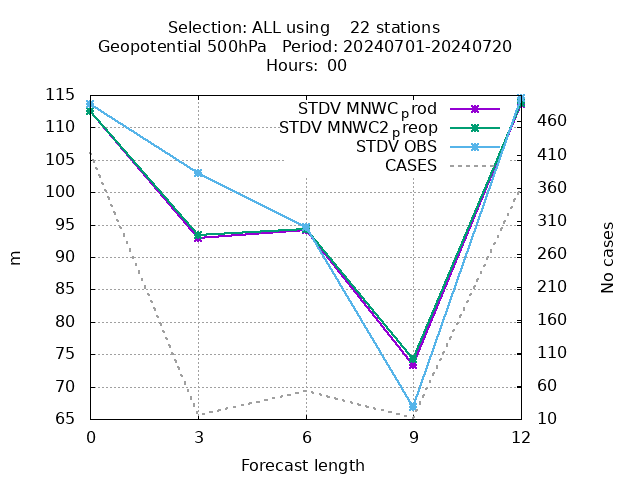 Selection: ALL using    22 stations
Geopotential 500hPa   Period: 20240701-20240720
Hours:  00
STDV MNWC_prod
STDV MNWC2_preop
STDV OBS
CASES
115
110
105
100
95
90
85
80
75
70
65
m
460
410
360
310
260
210
160
110
60
10
No cases
0 3 6 9 12
Forecast length